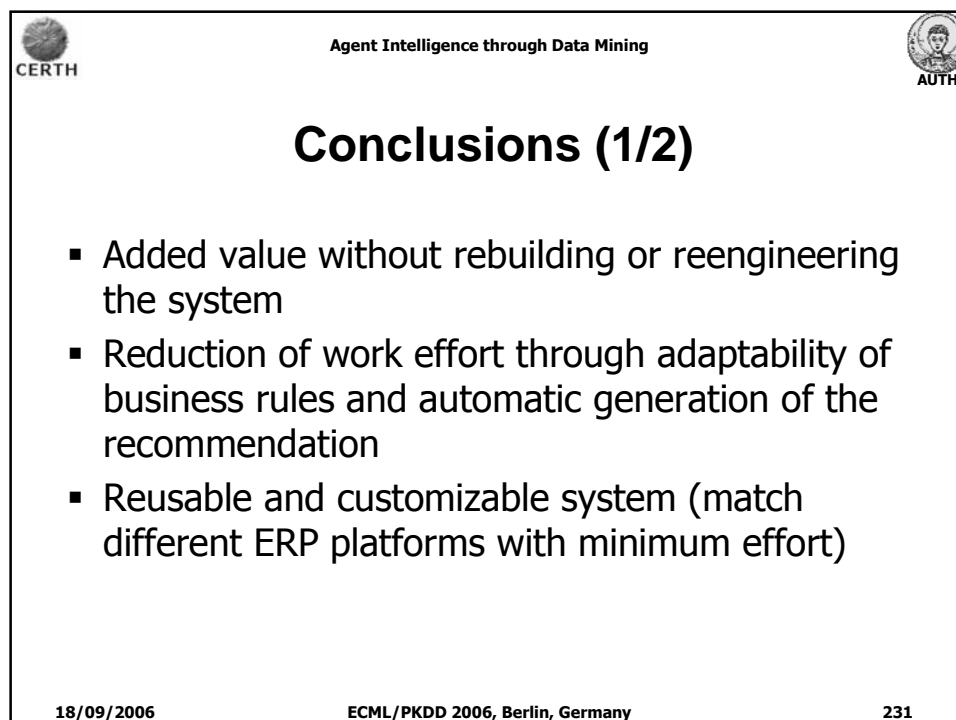 CERTH
Agent Intelligence through Data Mining
AUTH
Conclusions (1/2)
▪ Added value without rebuilding or reengineering
the system
▪ Reduction of work effort through adaptability of
business rules and automatic generation of the
recommendation
▪ Reusable and customizable system (match
different ERP platforms with minimum effort)
18/09/2006 ECML/PKDD 2006, Berlin, Germany 231